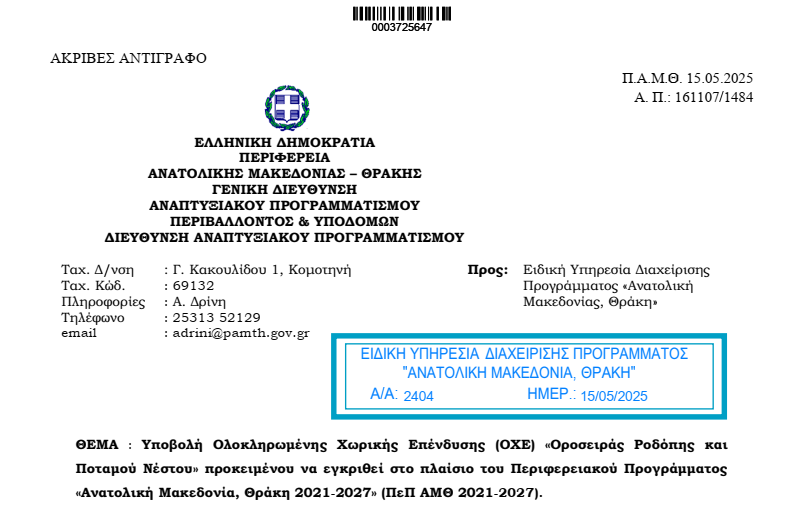 0003725647
ΑΚΡΙΒΕΣ ΑΝΤΙΓΡΑΦΟ
Π.Α.Μ.Θ. 15.05.2025
Α. Π.: 161107/1484
ΕΛΛΗΝΙΚΗ ΔΗΜΟΚΡΑΤΙΑ
ΠΕΡΙΦΕΡΕΙΑ
ΑΝΑΤΟΛΙΚΗΣ ΜΑΚΕΔΟΝΙΑΣ – ΘΡΑΚΗΣ
ΓΕΝΙΚΗ ΔΙΕΥΘΥΝΣΗ
ΑΝΑΠΤΥΞΙΑΚΟΥ ΠΡΟΓΡΑΜΜΑΤΙΣΜΟΥ
ΠΕΡΙΒΑΛΛΟΝΤΟΣ & ΥΠΟΔΟΜΩΝ
ΔΙΕΥΘΥΝΣΗ ΑΝΑΠΤΥΞΙΑΚΟΥ ΠΡΟΓΡΑΜΜΑΤΙΣΜΟΥ
Ταχ. Δ/νση : Γ. Κακουλίδου 1, Κομοτηνή
Ταχ. Κώδ. : 69132
Πληροφορίες : Α. Δρίνη
Τηλέφωνο : 25313 52129
email : adrini@pamth.gov.gr
Προς: Ειδική Υπηρεσία Διαχείρισης
Προγράμματος «Ανατολική
Μακεδονίας, Θράκη»
ΕΙΔΙΚΗ ΥΠΗΡΕΣΙΑ ΔΙΑΧΕΙΡΙΣΗΣ ΠΡΟΓΡΑΜΜΑΤΟΣ
"ΑΝΑΤΟΛΙΚΗ ΜΑΚΕΔΟΝΙΑ, ΘΡΑΚΗ"
Α/Α: 2404 ΗΜΕΡ.: 15/05/2025
ΘΕΜΑ : Υποβολή Ολοκληρωμένης Χωρικής Επένδυσης (ΟΧΕ) «Οροσειράς Ροδόπης και
Ποταμού Νέστου» προκειμένου να εγκριθεί στο πλαίσιο του Περιφερειακού Προγράμματος
«Ανατολική Μακεδονία, Θράκη 2021-2027» (ΠεΠ ΑΜΘ 2021-2027).